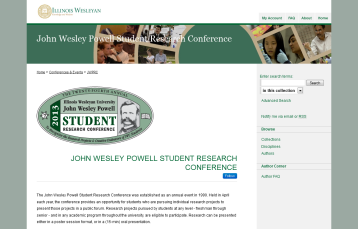 ILLINOIS WESLEYAN
My Account FAQ About Home
John Wesley Powell Student Research Conference
Home > Conferences & Events > JWPRC
THE TWENTY-FOURTH ANNUAL
Illinois Wesleyan University
John Wesley Powell
2013
STUDENT
RESEARCH
CONFERENCE
JOHN WESLEY POWELL STUDENT RESEARCH
CONFERENCE
Follow
The John Wesley Powell Student Research Conference was established as an annual event in 1990. Held in April
each year, the conference provides an opportunity for students who are pursuing individual research projects to
present those projects in a public forum. Research projects pursued by students at any level - freshman through
senior - and in any academic program throughout the university are eligible to participate. Research can be presented
either in a poster session format, or in a (15 min) oral presentation.
Enter search terms:
Search
in this collection
Advanced Search
Notify me via email or RSS
Browse
Collections
Disciplines
Authors
Author Corner
Author FAQ